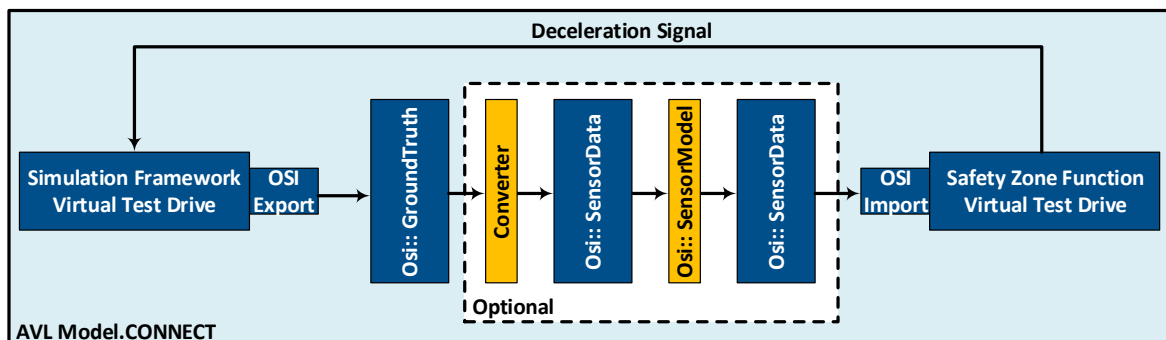 Deceleration Signal
Simulation Framework
Virtual Test Drive
OSI
Export
Osi:: GroundTruth
Converter
Osi:: SensorData
Osi:: SensorModel
Osi:: SensorData
Optional
OSI
Import
Safety Zone Function
Virtual Test Drive
AVL Model.CONNECT